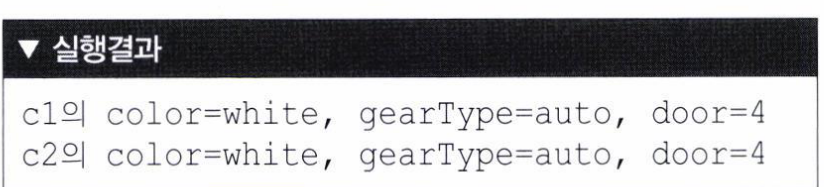 ▼ 실행결과
c1의 color=white, gearType=auto, door=4
c2의 color=white, gearType=auto, door=4